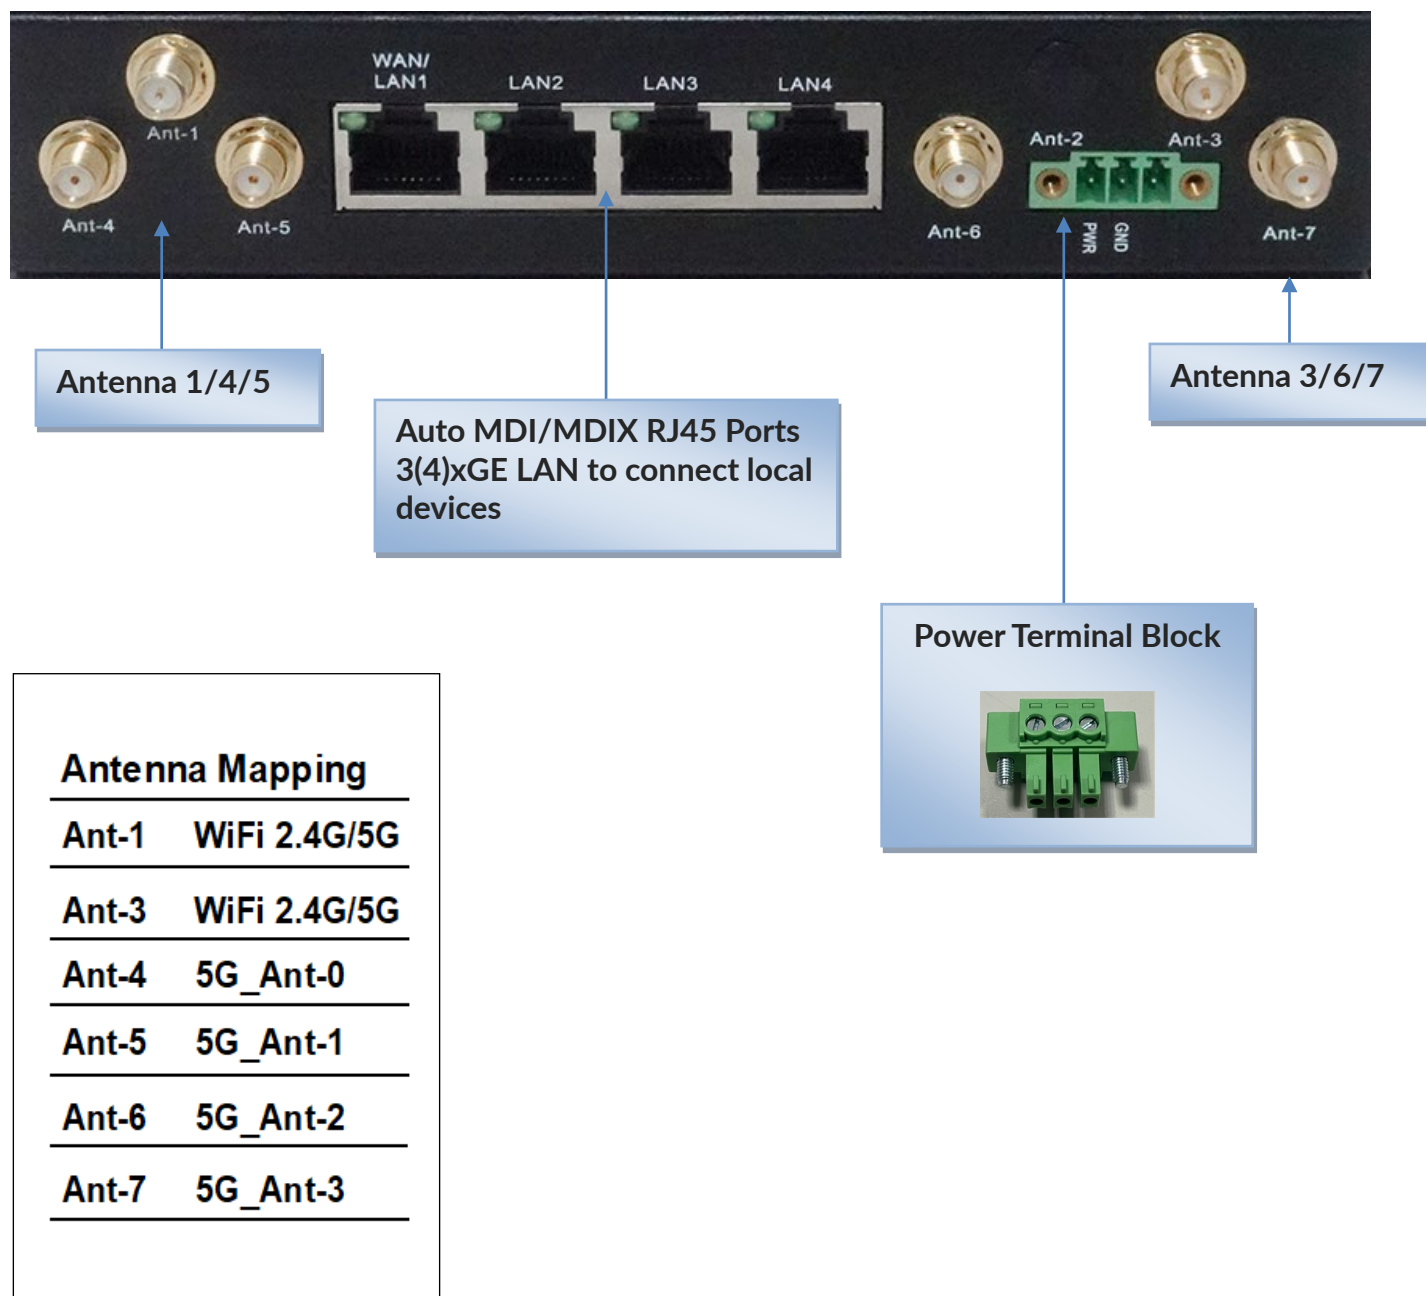 WAN/
LAN1
LAN2
LAN3
LAN4
Ant-1
Ant-2
Ant-3
Ant-4
Ant-5
Ant-6
PWR
GND
Ant-7
Antenna 1/4/5
Antenna 3/6/7
Auto MDI/MDIX RJ45 Ports
3(4)xGE LAN to connect local
devices
Power Terminal Block
Antenna Mapping
Ant-1 WiFi 2.4G/5G
Ant-3 WiFi 2.4G/5G
Ant-4 5G_Ant-0
Ant-5 5G_Ant-1
Ant-6 5G_Ant-2
Ant-7 5G_Ant-3